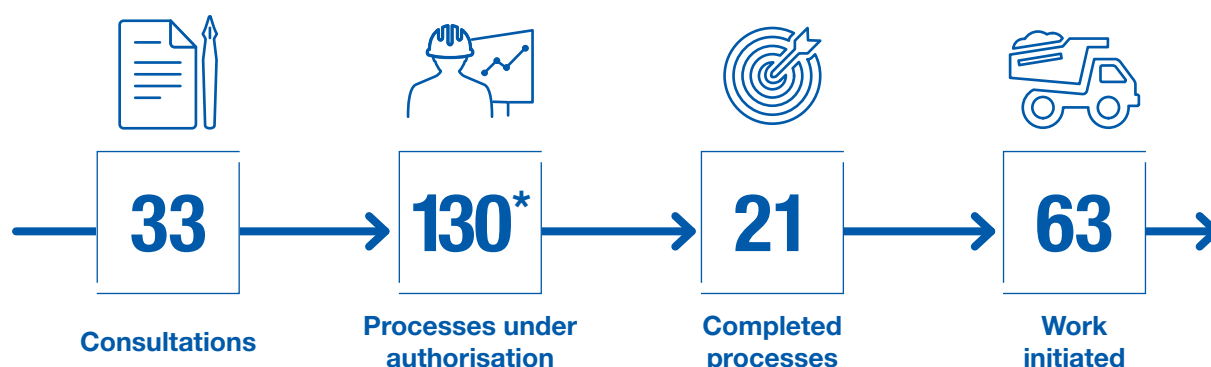 33
130*
21
63
Consultations
Processes under
authorisation
Completed
processes
Work
initiated